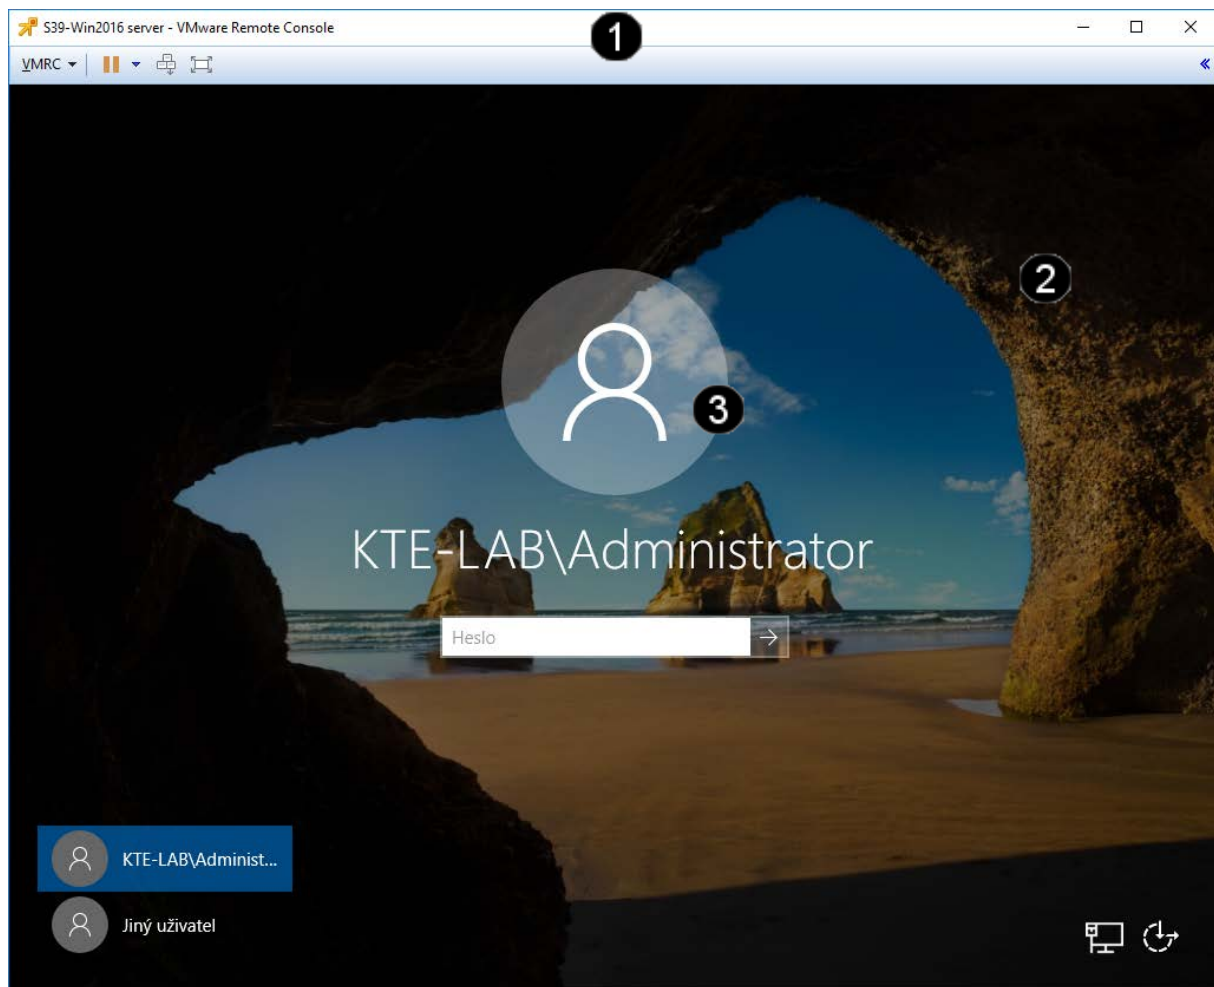 S39-Win2016 server - VMware Remote Console
1
VMRC
2
3
KTE-LAB\Administrator
Heslo
KTE-LAB\Administ...
Jiný uživatel